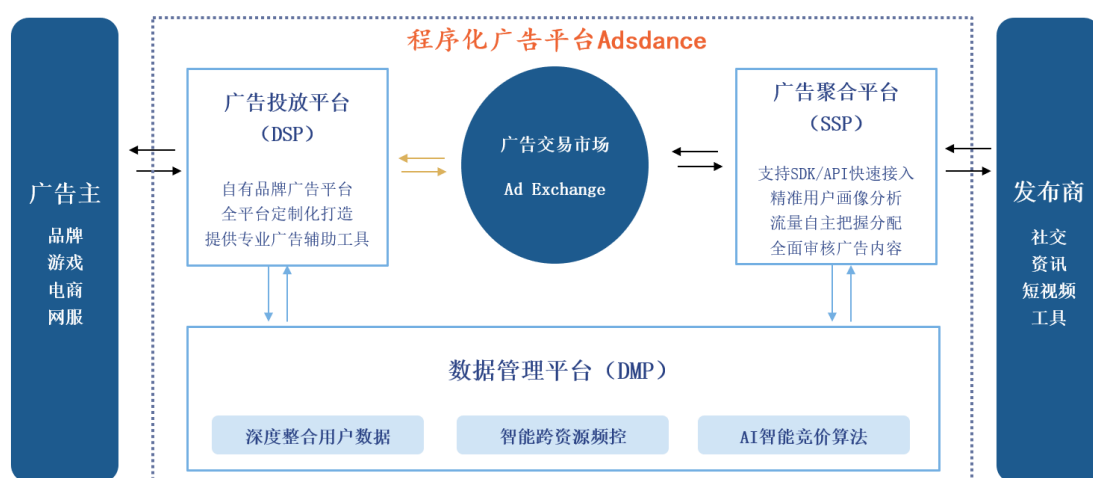 程序化广告平台Adsdance
广告主
品牌
游戏
电商
网服
广告投放平台
（DSP）
自有品牌广告平台
全平台定制化打造
提供专业广告辅助工具
广告交易市场
Ad Exchange
广告聚合平台
（SSP）
支持SDK/API快速接入
精准用户画像分析
流量自主把握分配
全面审核广告内容
发布商
社交
资讯
短视频
工具
数据管理平台（DMP）
深度整合用户数据
智能跨资源频控
AI智能竞价算法